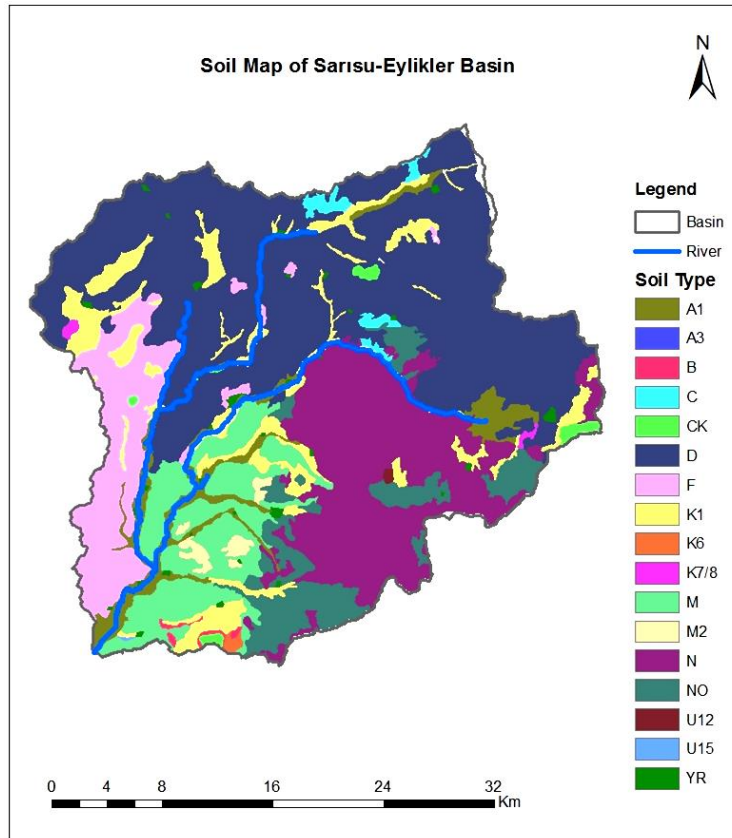 Soil Map of Sarısu-Eylikler Basin
N
Legend
Basin
River
Soil Type
A1
A3
B
C
CK
D
F
K1
K6
K7/8
M
M2
N
NO
U12
U15
YR
0 4 8 16 24 32
Km